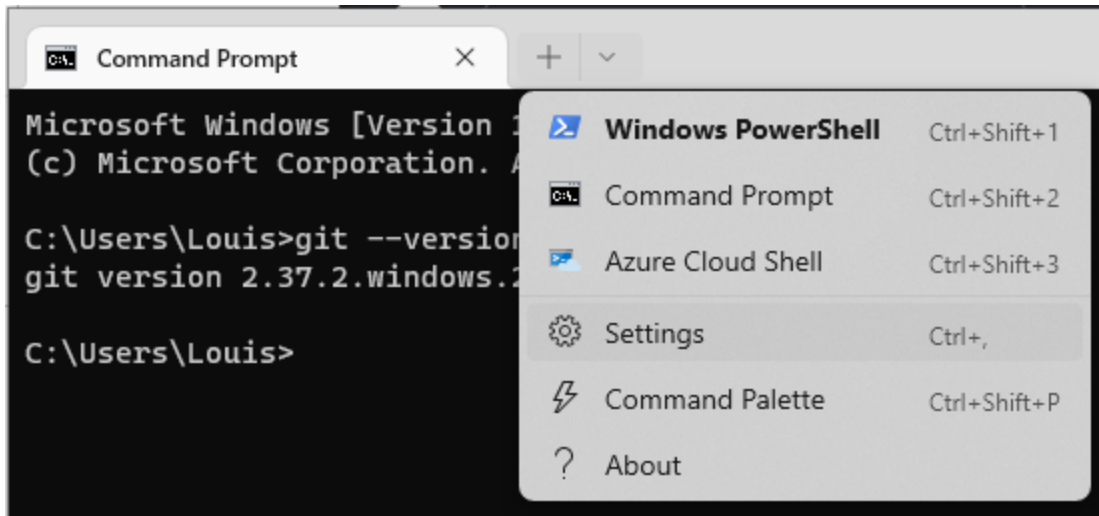 Command Prompt
Microsoft Windows [Version
(c) Microsoft Corporation.
C:\Users\Louis>git --version
git version 2.37.2.windows.2
C:\Users\Louis>
Windows PowerShell Ctrl+Shift+1
Command Prompt Ctrl+Shift+2
Azure Cloud Shell Ctrl+Shift+3
Settings Ctrl+,
Command Palette Ctrl+Shift+P
? About